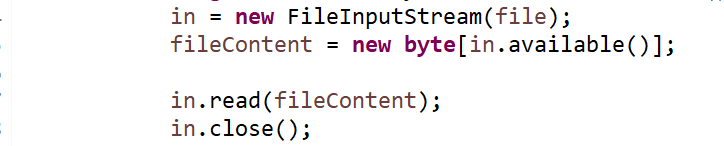 in = new FileInputStream(file);
fileContent = new byte[in.available()];
in.read(fileContent);
in.close();